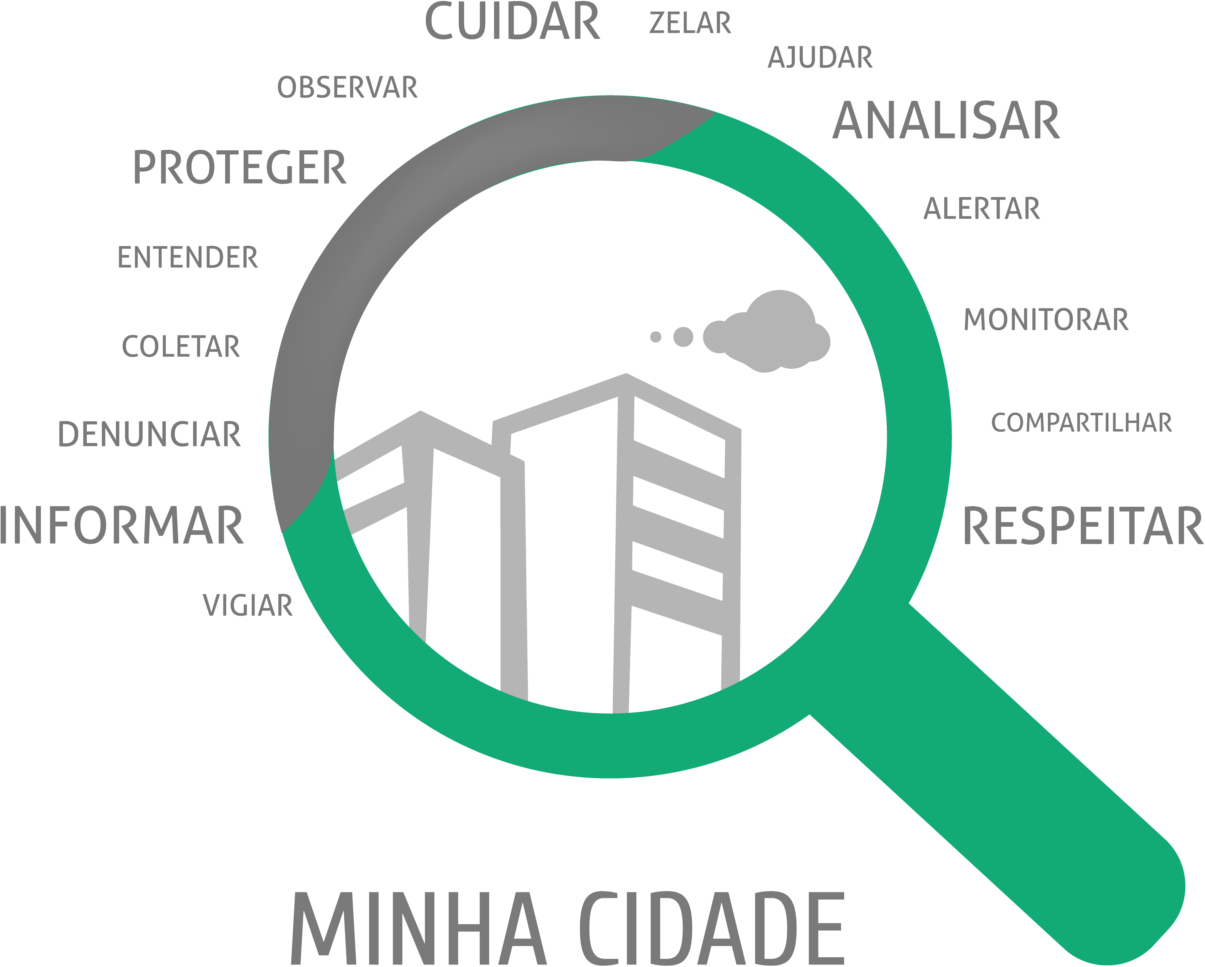 CUIDAR
ZELAR
AJUDAR
OBSERVAR
ANALISAR
PROTEGER
ALERTAR
ENTENDER
MONITORAR
COLETAR
COMPARTILHAR
DENUNCIAR
INFORMAR
RESPEITAR
VIGIAR
MINHA CIDADE